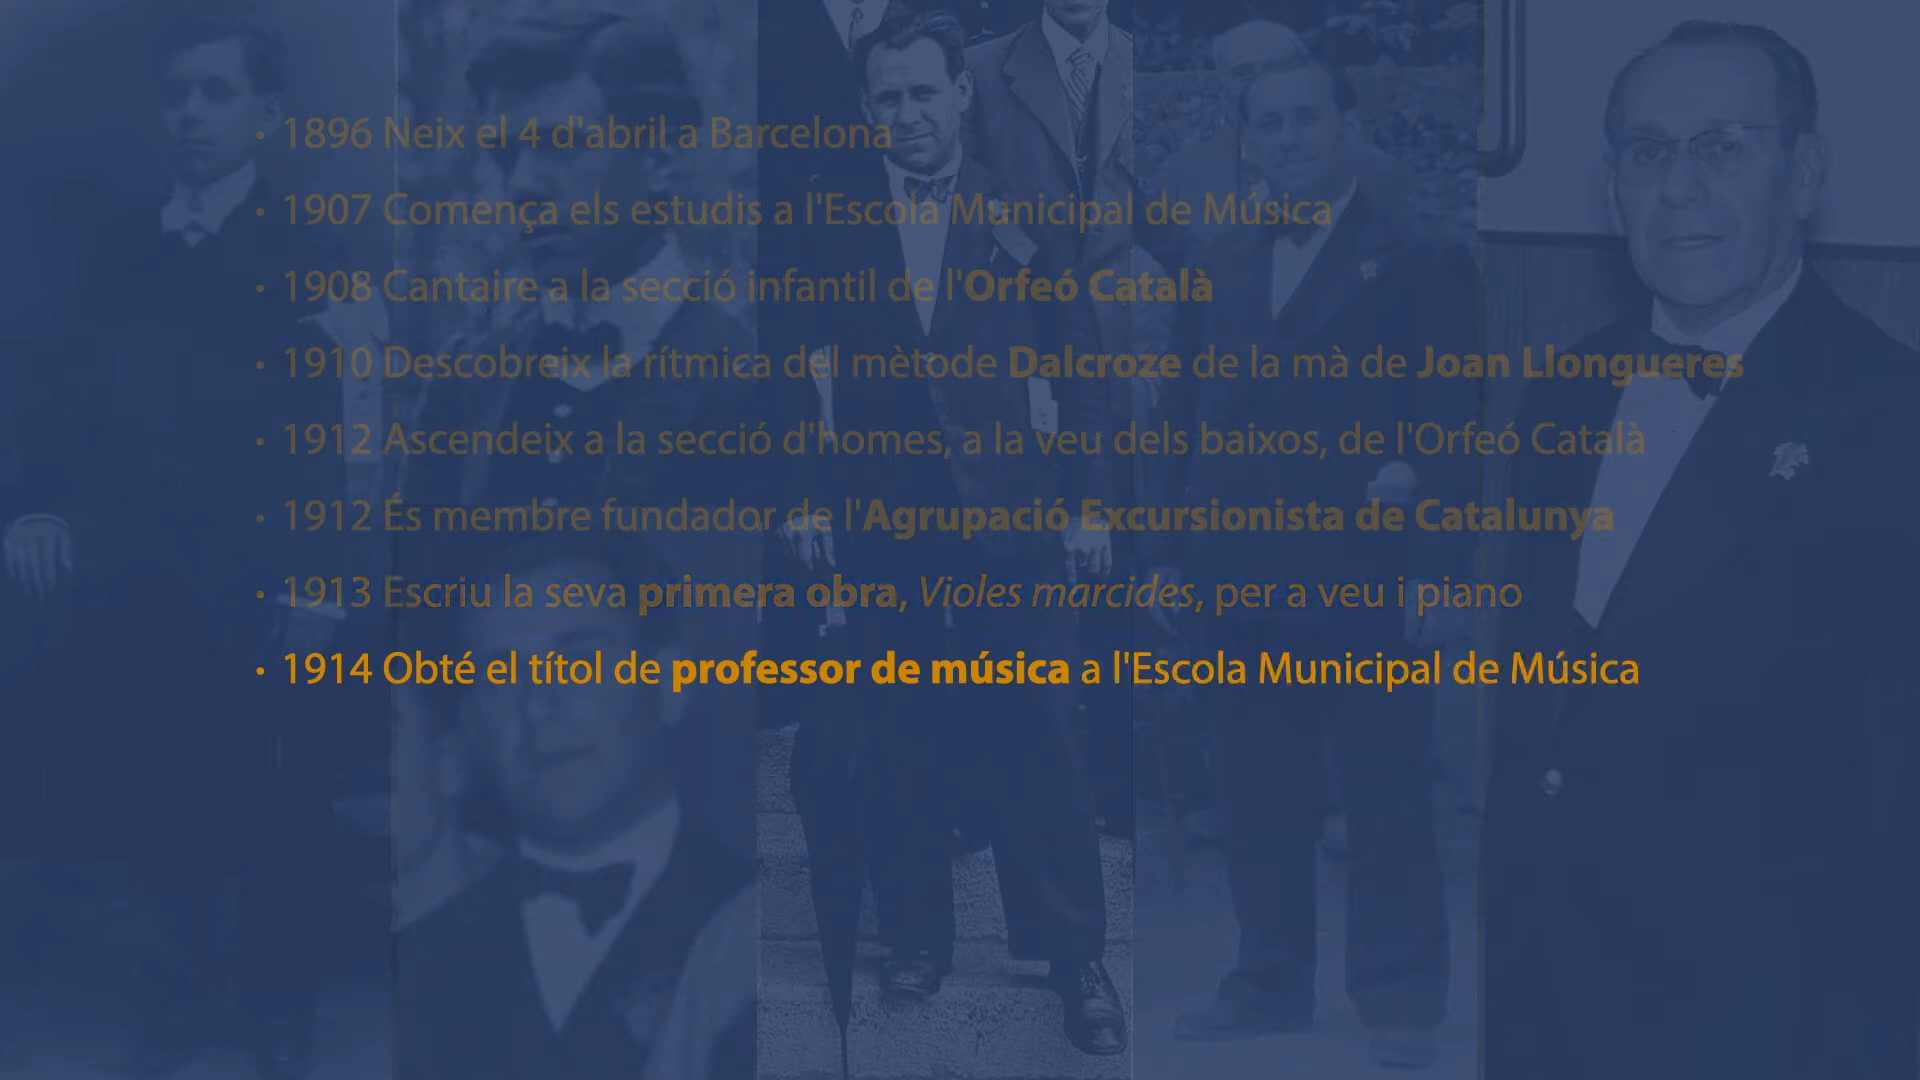 • 1896 Neix el 4 d'abril a Barcelona
• 1907 Comença els estudis a l'Escola Municipal de Música
• 1908 Cantaire a la secció infantil de l'Orfeó Català
• 1910 Descobreix la rítmica del mètode Dalcroze de la mà de Joan Llongueres
• 1912 Ascendeix a la secció d'homes, a la veu dels baixos, de l'Orfeó Català
• 1912 És membre fundador de l'Agrupació Excursionista de Catalunya
• 1913 Escriu la seva primera obra, Violes marcides, per a veu i piano
• 1914 Obté el títol de professor de música a l'Escola Municipal de Música